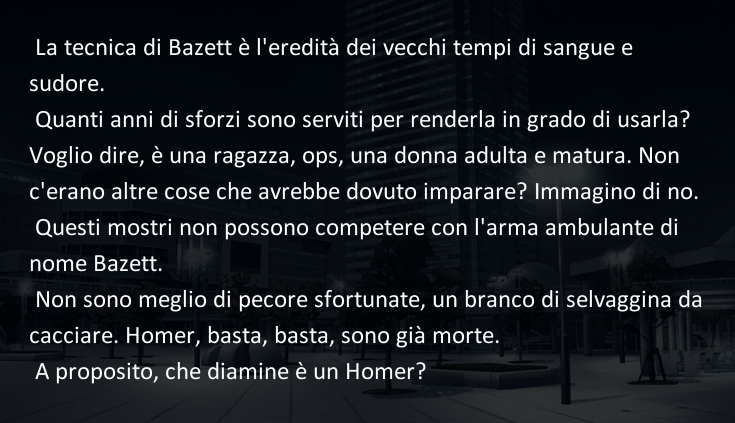 La tecnica di Bazett è l'eredità dei vecchi tempi di sangue e
sudore.
Quanti anni di sforzi sono serviti per renderla in grado di usarla?
Voglio dire, è una ragazza, ops, una donna adulta e matura. Non
c'erano altre cose che avrebbe dovuto imparare? Immagino di no.
Questi mostri non possono competere con l'arma ambulante di
nome Bazett.
Non sono meglio di pecore sfortunate, un branco di selvaggina da
cacciare. Homer, basta, basta, sono già morte.
A proposito, che diamine è un Homer?